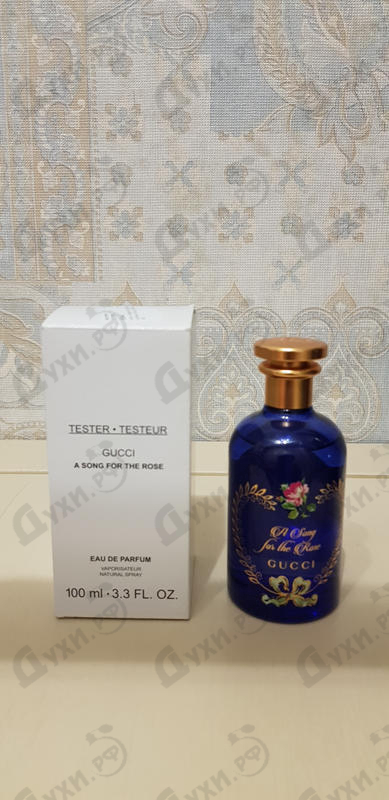 TESTER • TESTEUR
GUCCI
A SONG FOR THE ROSE
EAU DE PARFUM
VAPORISATEUR
NATURAL SPRAY
100 ml • 3.3 FL. OZ.
A Song
for the Rose
GUCCI
Духи.рф